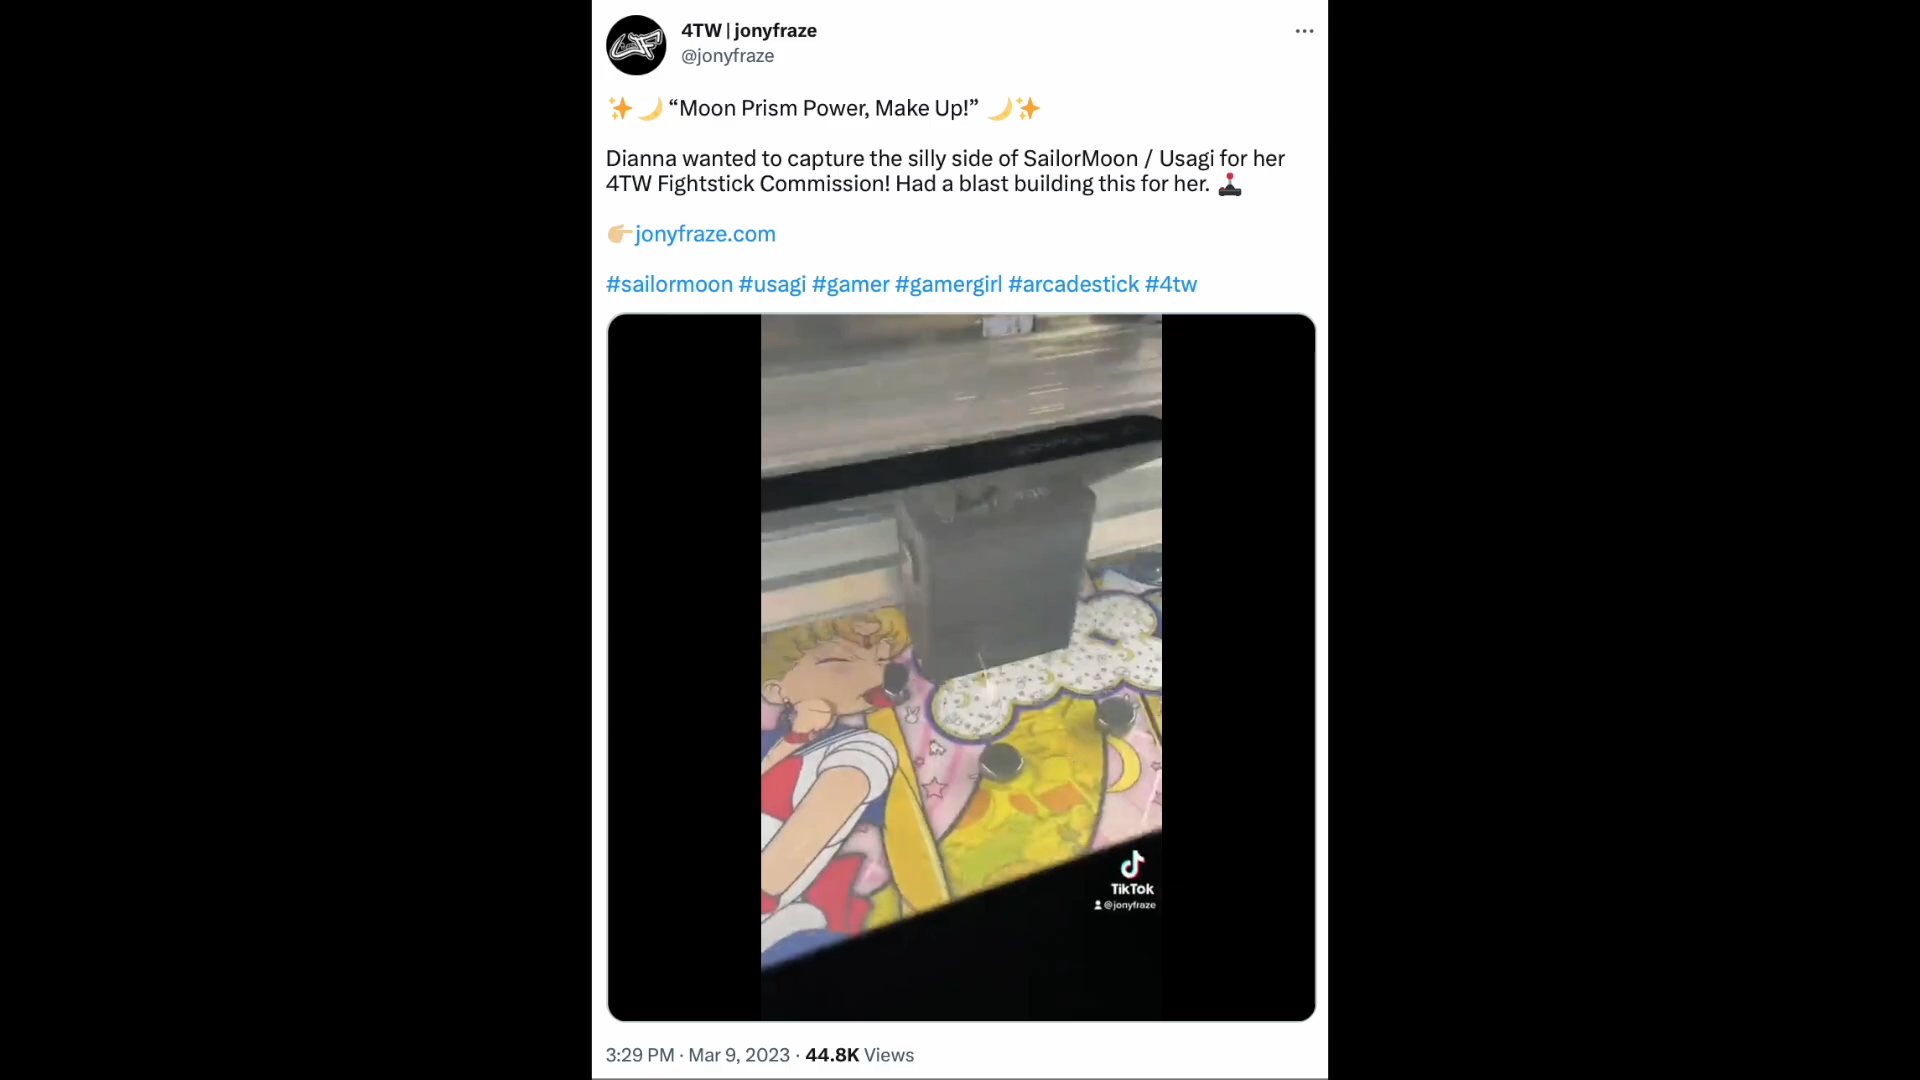 4TW | jonyfraze
@jonyfraze
✨🌙 “Moon Prism Power, Make Up!” 🌙✨
Dianna wanted to capture the silly side of SailorMoon / Usagi for her
4TW Fightstick Commission! Had a blast building this for her. 🕹️
👉🏼jonyfraze.com
#sailormoon #usagi #gamer #gamergirl #arcadestick #4tw
TikTok
@jonyfraze
3:29 PM · Mar 9, 2023 · 44.8K Views